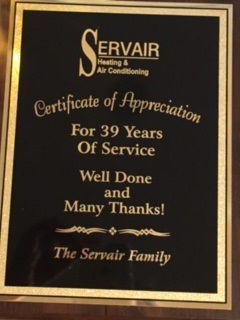 SERVAIR
Heating &
Air Conditioning
Certificate of Appreciation
For 39 Years
Of Service
Well Done
and
Many Thanks!
The Servair Family